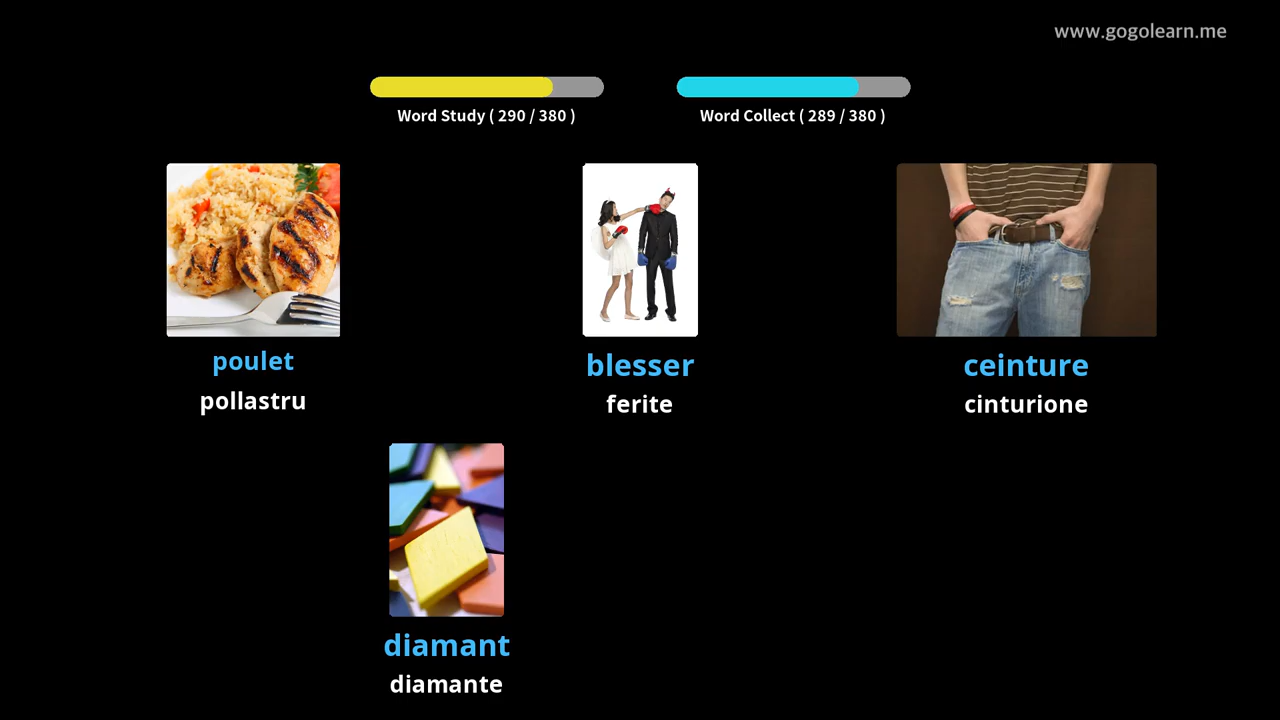 www.gogolearn.me
Word Study ( 290 / 380 )
Word Collect ( 289 / 380 )
poulet
pollastru
blesser
ferite
ceinture
cinturione
diamant
diamante